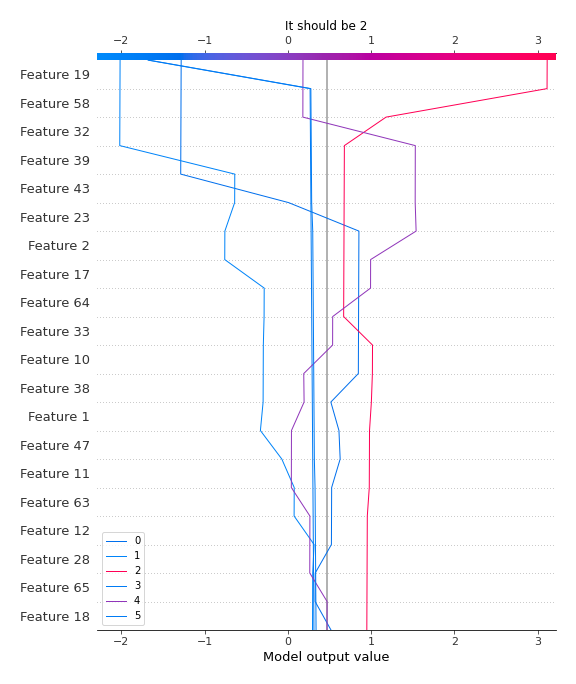 It should be 2
−2 −1 0 1 2 3
Feature 19
Feature 58
Feature 32
Feature 39
Feature 43
Feature 23
Feature 2
Feature 17
Feature 64
Feature 33
Feature 10
Feature 38
Feature 1
Feature 47
Feature 11
Feature 63
Feature 12
Feature 28
Feature 65
Feature 18
0
1
2
3
4
5
−2 −1 0 1 2 3
Model output value